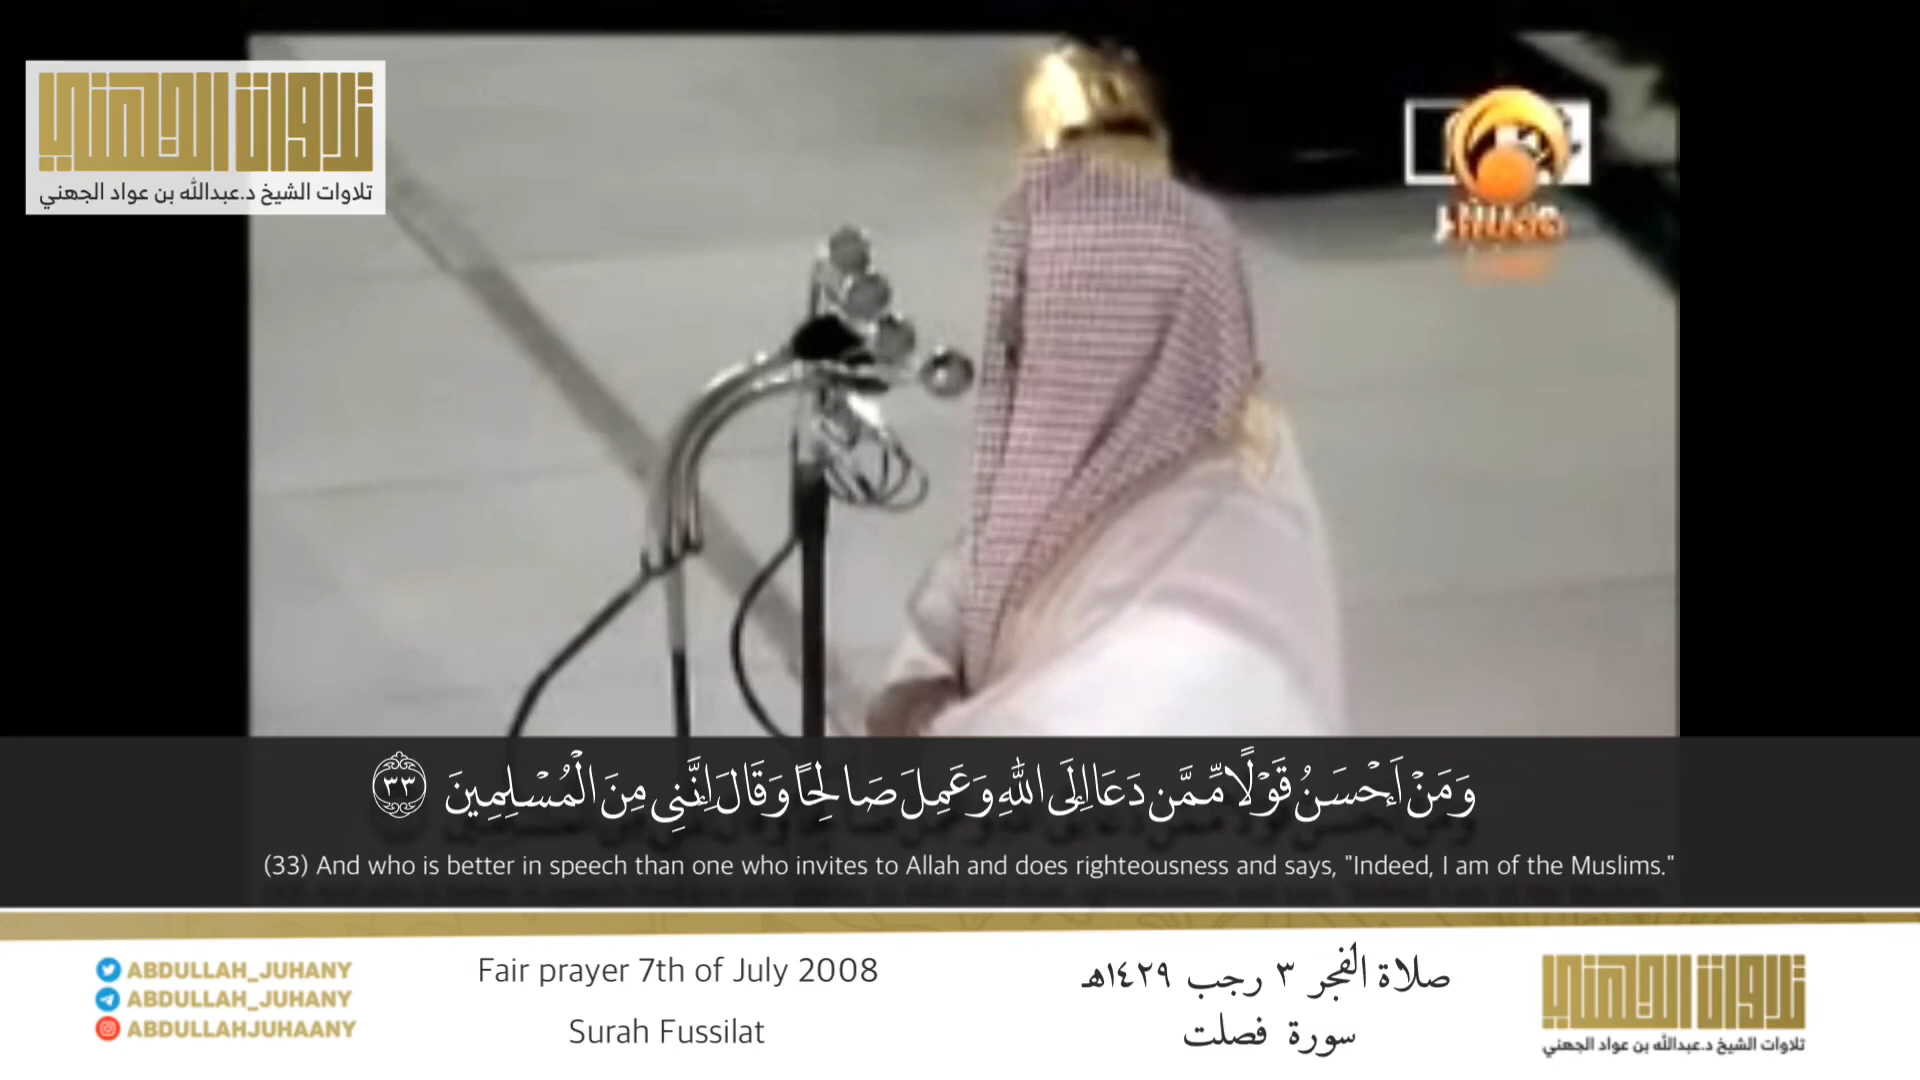 تلاوات الجهني
تلاوات الشيخ د.عبدالله بن عواد الجهني
وَمَنْ أَحْسَنُ قَوْلًا مِّمَّن دَعَا إِلَى اللَّهِ وَعَمِلَ صَالِحًا وَقَالَ إِنَّنِي مِنَ الْمُسْلِمِينَ ٣٣
(33) And who is better in speech than one who invites to Allah and does righteousness and says, "Indeed, I am of the Muslims."
ABDULLAH_JUHANY
ABDULLAH_JUHANY
ABDULLAHJUHAANY
Fair prayer 7th of July 2008
Surah Fussilat
صلاة الفجر ٣ رجب ١٤٢٩هـ
سورة فصلت
تلاوات الجهني
تلاوات الشيخ د.عبدالله بن عواد الجهني